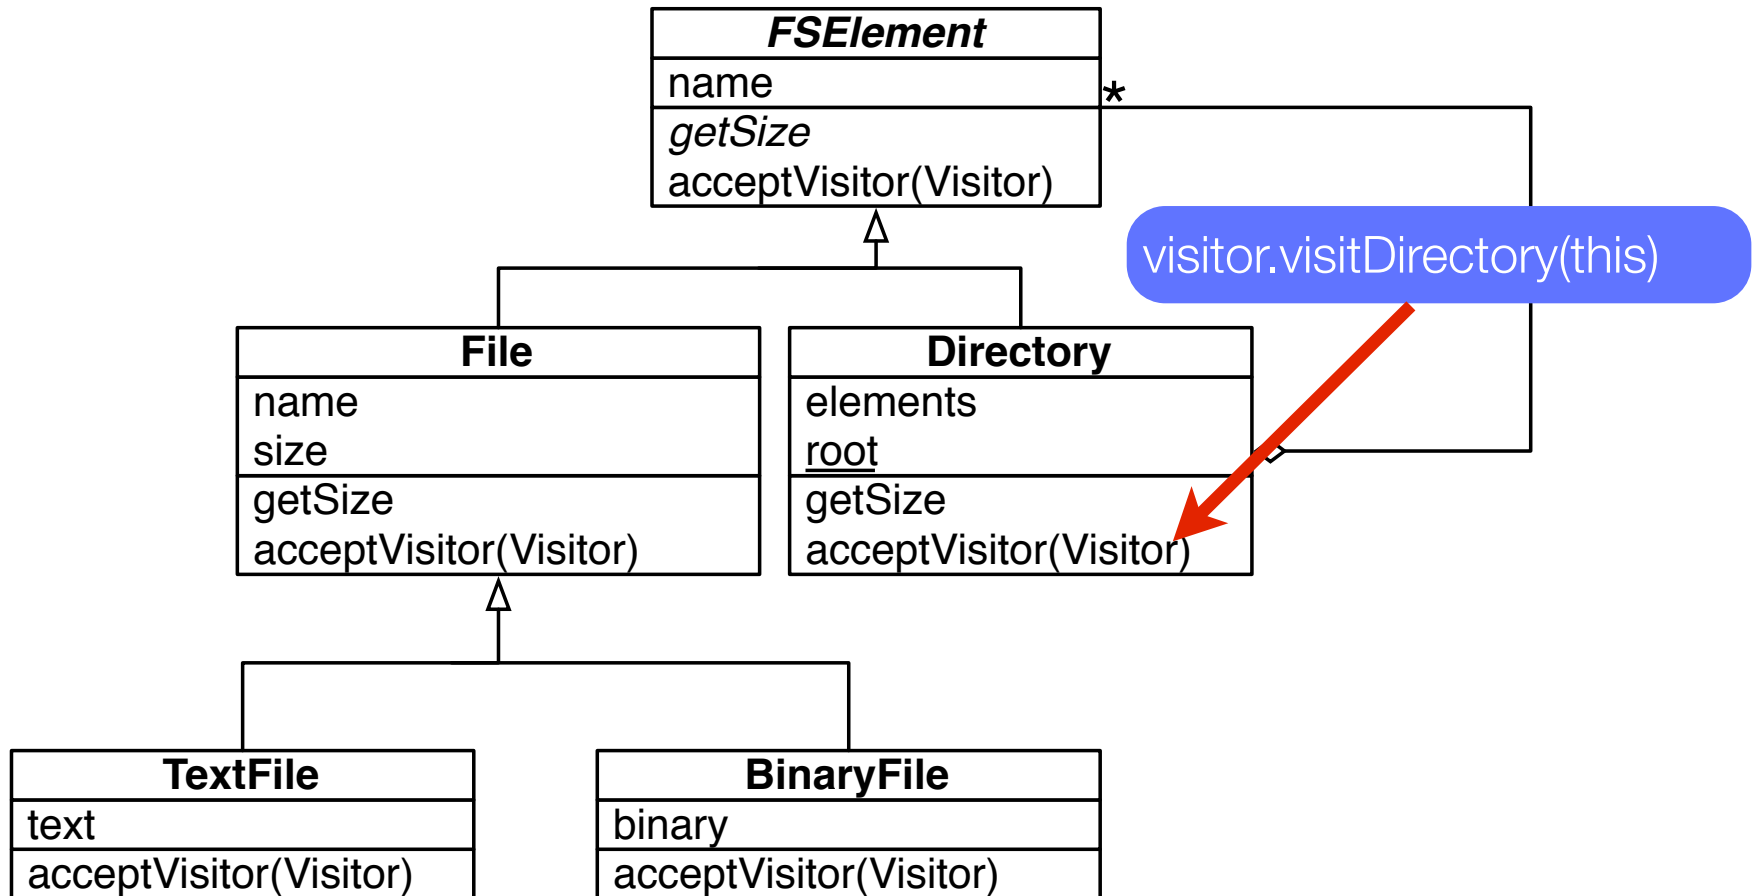 FSElement
name
*
getSize
acceptVisitor(Visitor)
visitor.visitDirectory(this)
File
name
size
getSize
acceptVisitor(Visitor)
Directory
elements
root
getSize
acceptVisitor(Visitor)
TextFile
text
acceptVisitor(Visitor)
BinaryFile
binary
acceptVisitor(Visitor)